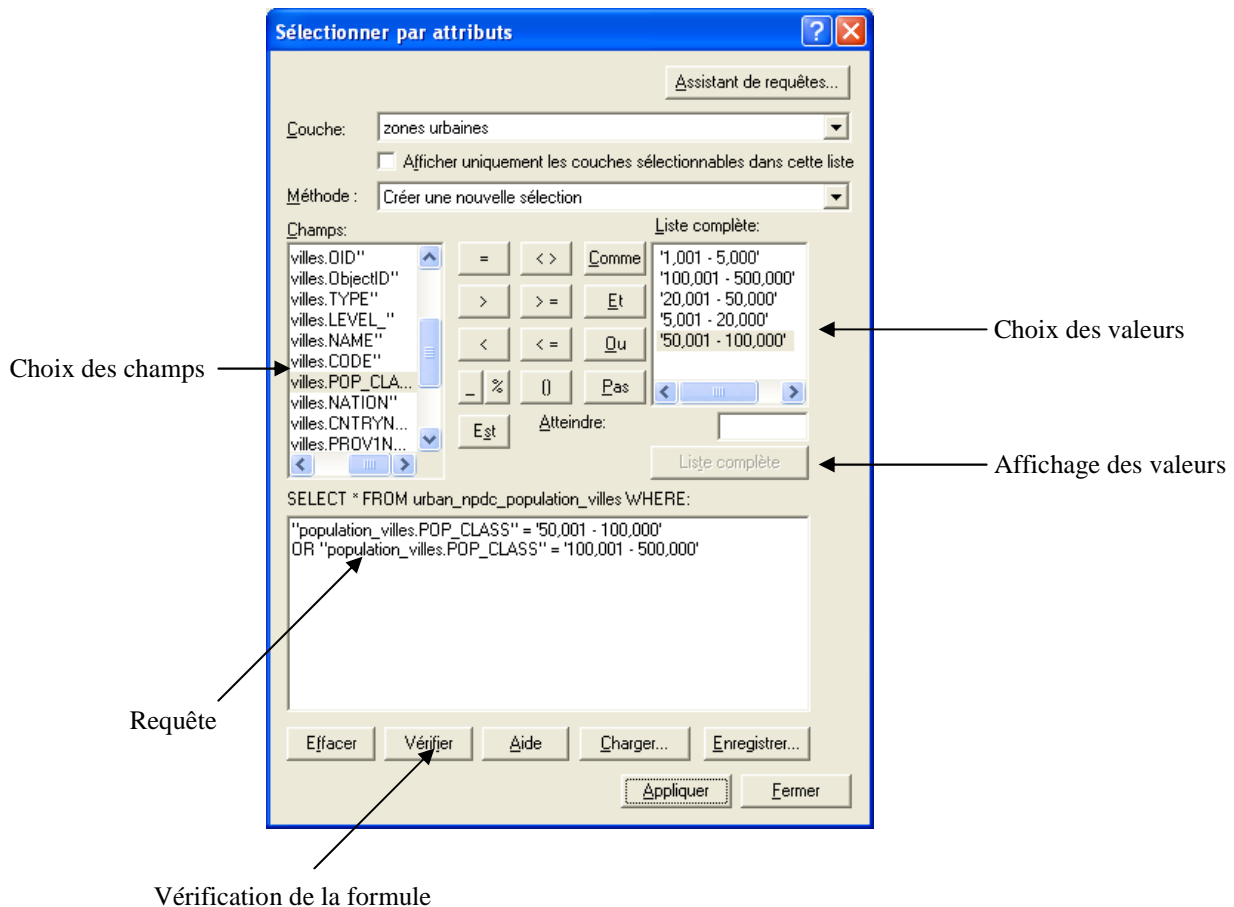 Sélectionner par attributs
Assistant de requêtes...
Couche:
zones urbaines
Afficher uniquement les couches sélectionnables dans cette liste
Méthode :
Créer une nouvelle sélection
Champs:
Liste complète:
villes.OID"
villes.ObjectID"
villes.TYPE"
villes.LEVEL_"
villes.NAME"
villes.CODE"
villes.POP_CLA...
villes.NATION"
villes.CNTRYN...
villes.PROV1N...
= < > Comme
> > = Et
< < = Ou
_ % () Pas
Est
'1,001 - 5,000'
'100,001 - 500,000'
'20,001 - 50,000'
'5,001 - 20,000'
'50,001 - 100,000'
Atteindre:
Liste complète
Choix des champs
Choix des valeurs
Affichage des valeurs
SELECT * FROM urban_npdc_population_villes WHERE:
"population_villes.POP_CLASS" = '50,001 - 100,000'
OR "population_villes.POP_CLASS" = '100,001 - 500,000'
Requête
Effacer Vérifier Aide Charger... Enregistrer...
Appliquer Fermer
Vérification de la formule